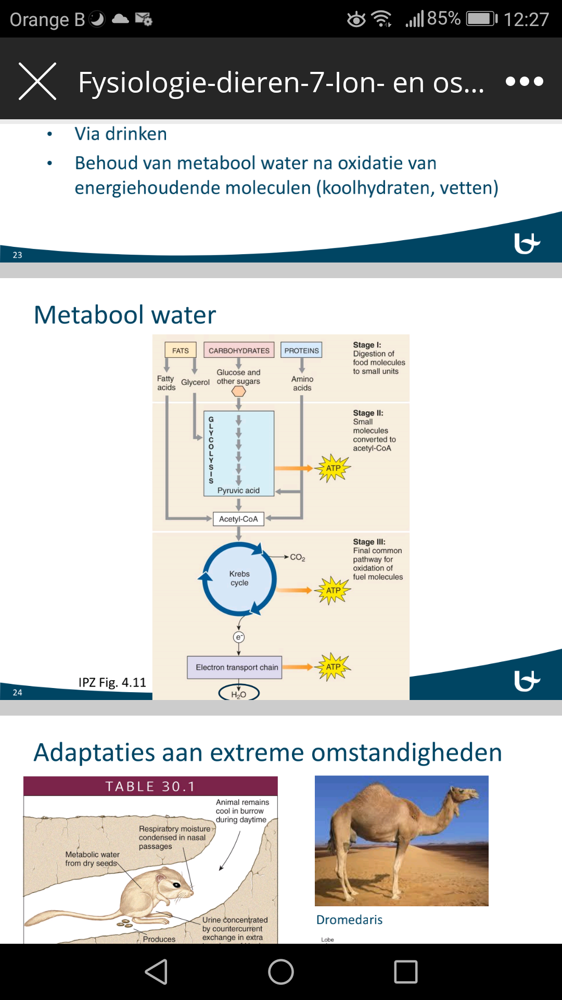 Orange B 85% 12:27
Fysiologie-dieren-7-Ion- en os...
• Via drinken
• Behoud van metabool water na oxidatie van
energiehoudende moleculen (koolhydraten, vetten)
23
Metabool water
FATS CARBOHYDRATES PROTEINS
Stage I:
Digestion of
food molecules
to small units
Fatty
acids
Glycerol
Glucose and
other sugars
Amino
acids
GLYCOLYSIS
Stage II:
Small
molecules
converted to
acetyl-CoA
ATP
Pyruvic acid
Acetyl-CoA
Stage III:
Final common
pathway for
oxidation of
fuel molecules
CO₂
Krebs
cycle
ATP
e⁻
Electron transport chain
ATP
H₂O
IPZ Fig. 4.11
24
Adaptaties aan extreme omstandigheden
TABLE 30.1
Animal remains
cool in burrow
during daytime
Respiratory moisture
condensed in nasal
passages
Metabolic water
from dry seeds
Urine concentrated
by countercurrent
exchange in extra
Produces
Dromedaris
Lobe